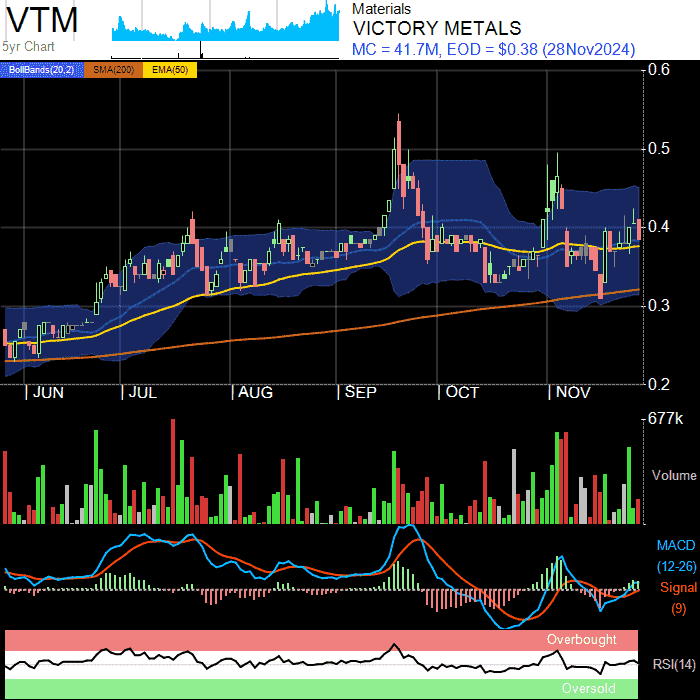 VTM
5yr Chart
Materials
VICTORY METALS
MC = 41.7M, EOD = $0.38 (28Nov2024)
BollBands(20,2) SMA(200) EMA(50)
0.6
0.5
0.4
0.3
0.2
JUN JUL AUG SEP OCT NOV
677k
Volume
MACD
(12-26)
Signal
(9)
Overbought
RSI(14)
Oversold